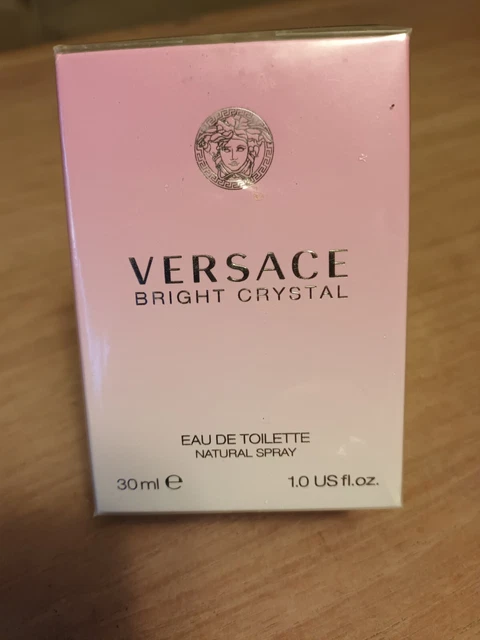 VERSACE
BRIGHT CRYSTAL
EAU DE TOILETTE
NATURAL SPRAY
30 ml ℮ 1.0 US fl.oz.